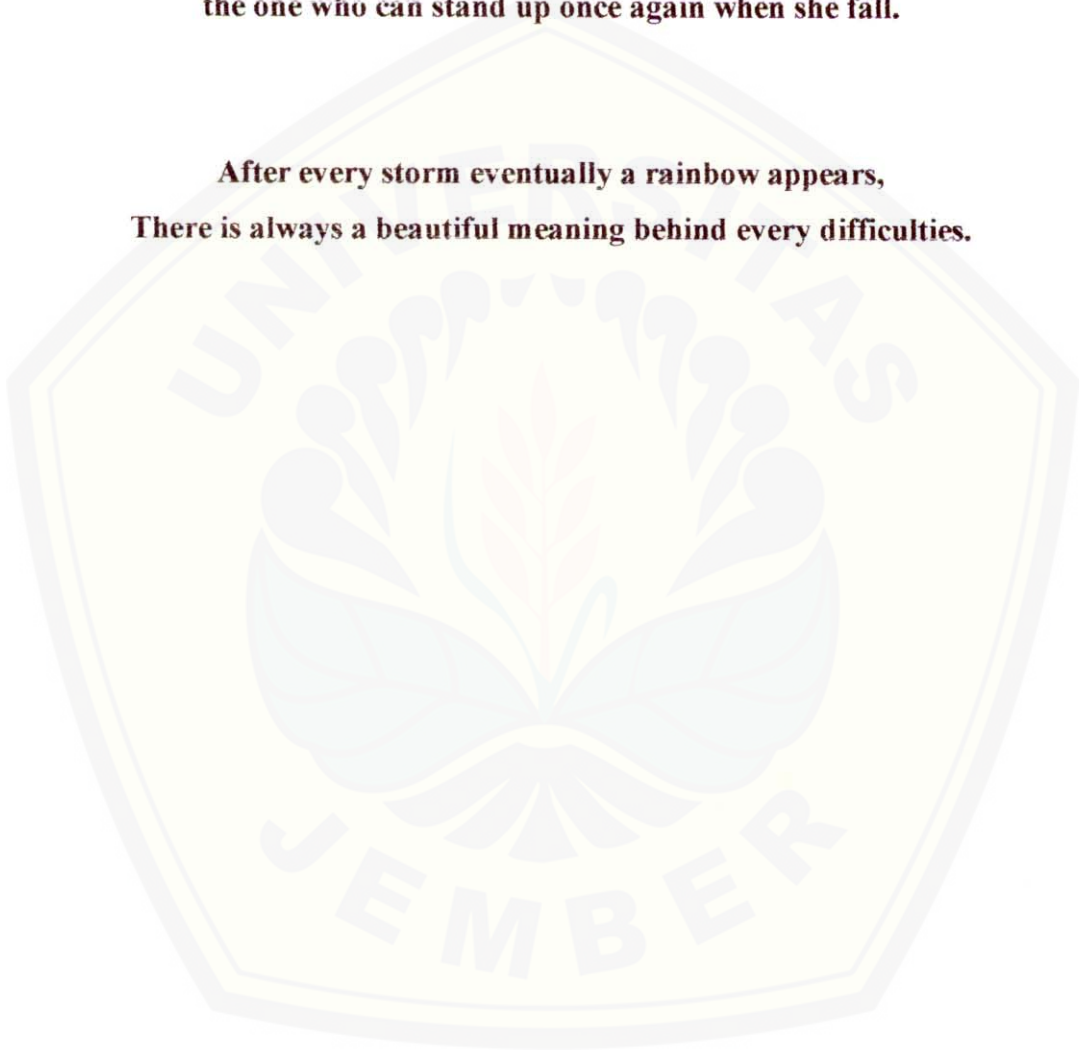 the one who can stand up once again when she fall.
After every storm eventually a rainbow appears,
There is always a beautiful meaning behind every difficulties.
UNIVERSITAS
JEMBER